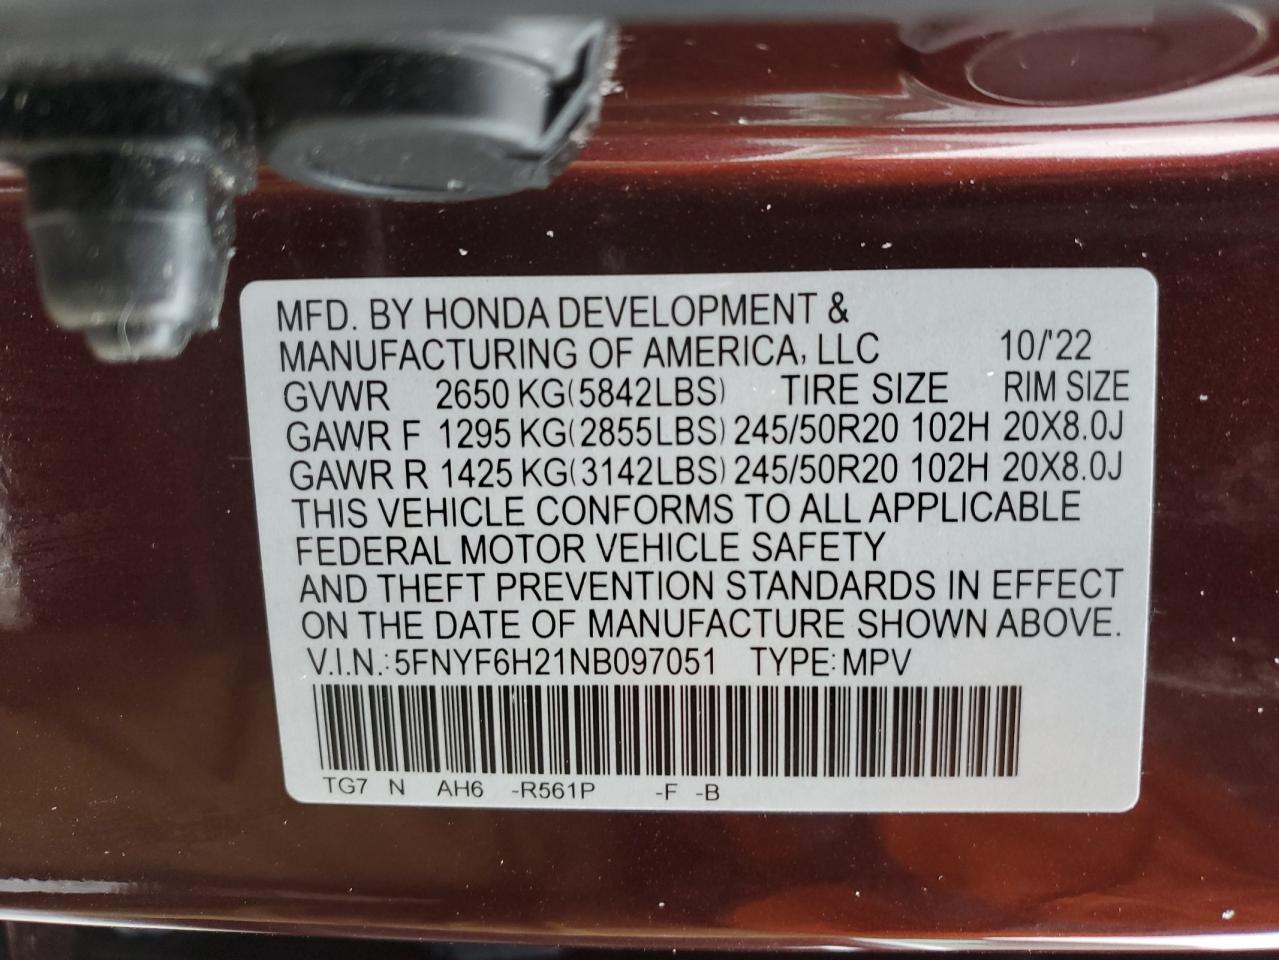 MFD. BY HONDA DEVELOPMENT &
MANUFACTURING OF AMERICA, LLC 10/'22
GVWR 2650 KG(5842LBS) TIRE SIZE RIM SIZE
GAWR F 1295 KG(2855LBS) 245/50R20 102H 20X8.0J
GAWR R 1425 KG(3142LBS) 245/50R20 102H 20X8.0J
THIS VEHICLE CONFORMS TO ALL APPLICABLE
FEDERAL MOTOR VEHICLE SAFETY
AND THEFT PREVENTION STANDARDS IN EFFECT
ON THE DATE OF MANUFACTURE SHOWN ABOVE.
V.I.N.:5FNYF6H21NB097051 TYPE:MPV
TG7 N AH6 -R561P -F -B